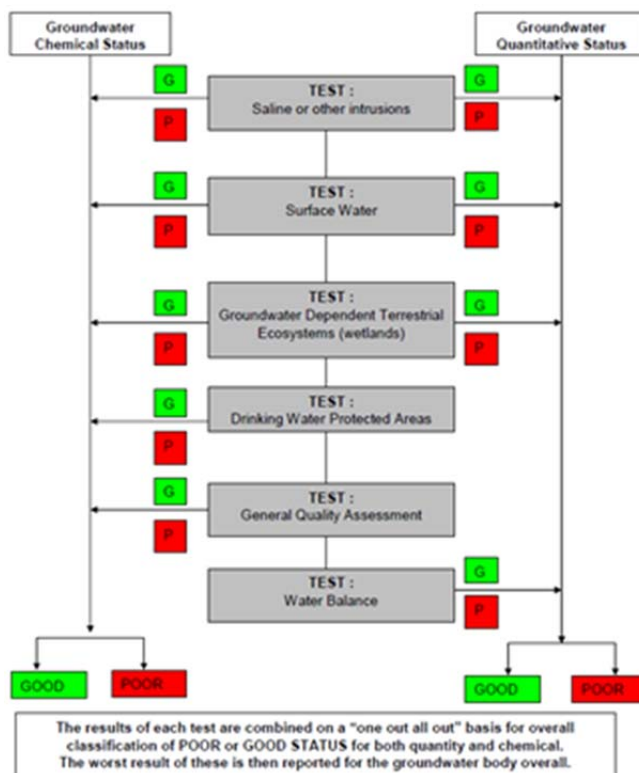 Groundwater
Chemical Status
Groundwater
Quantitative Status
G
P
TEST :
Saline or other intrusions
G
P
G
P
TEST :
Surface Water
G
P
G
P
TEST :
Groundwater Dependent Terrestrial
Ecosystems (wetlands)
G
P
G
P
TEST :
Drinking Water Protected Areas
G
P
TEST :
General Quality Assessment
TEST :
Water Balance
G
P
GOOD
POOR
GOOD
POOR
The results of each test are combined on a “one out all out” basis for overall
classification of POOR or GOOD STATUS for both quantity and chemical.
The worst result of these is then reported for the groundwater body overall.